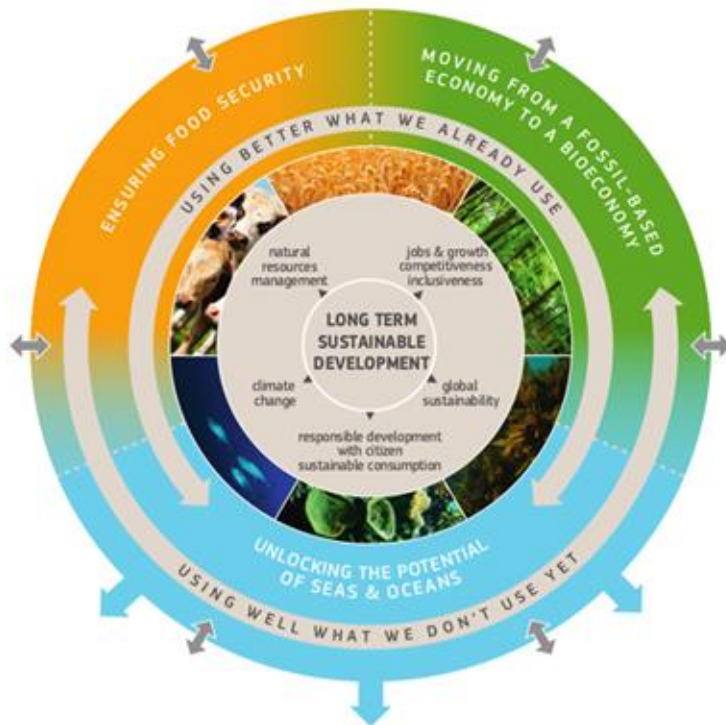 ENSURING FOOD SECURITY
MOVING FROM A FOSSIL-BASED
ECONOMY TO A BIOECONOMY
USING BETTER WHAT WE ALREADY USE
natural
resources
management
jobs & growth
competitiveness
inclusiveness
LONG TERM
SUSTAINABLE
DEVELOPMENT
climate
change
global
sustainability
responsible development
with citizen
sustainable consumption
UNLOCKING THE POTENTIAL
OF SEAS & OCEANS
USING WELL WHAT WE DON'T USE YET